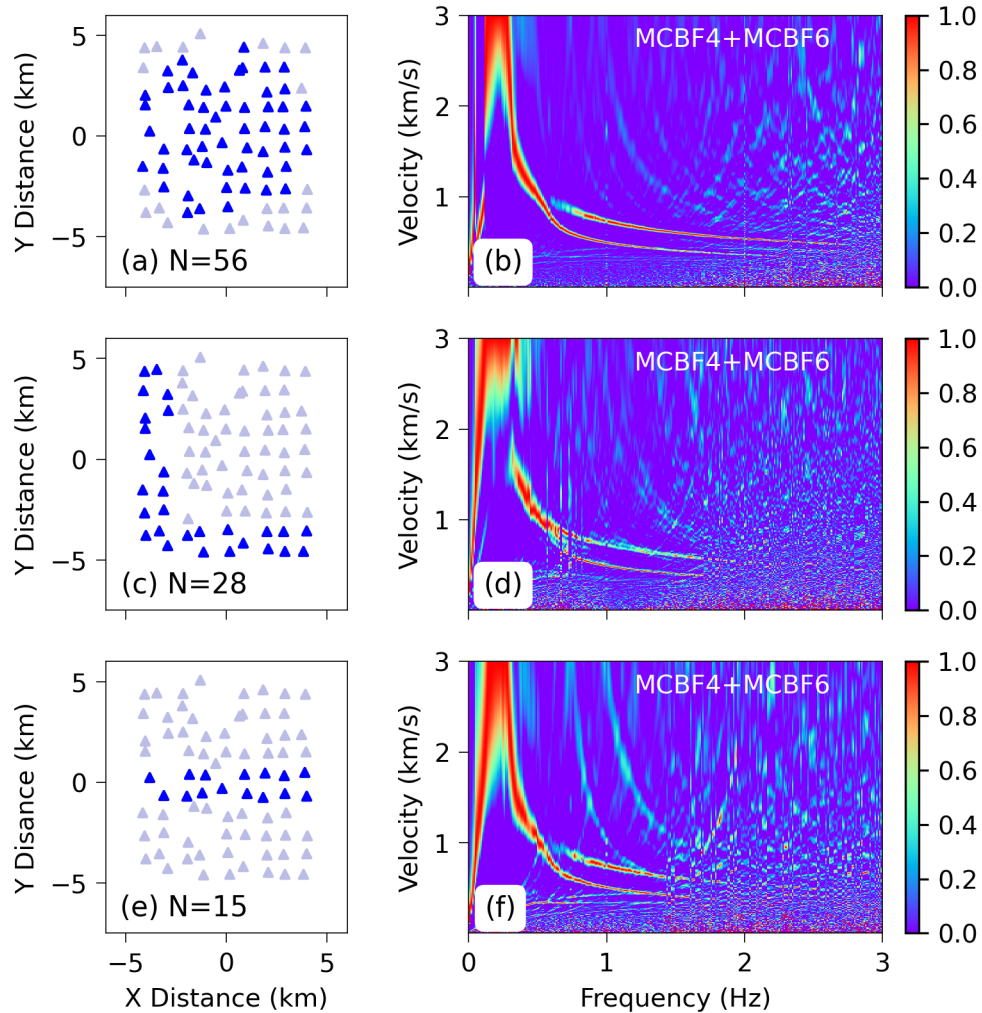 5
0
−5
Y Distance (km)
(a) N=56
3
2
1
Velocity (km/s)
MCBF4+MCBF6
(b)
1.0
0.8
0.6
0.4
0.2
0.0
5
0
−5
Y Distance (km)
(c) N=28
3
2
1
Velocity (km/s)
MCBF4+MCBF6
(d)
1.0
0.8
0.6
0.4
0.2
0.0
5
0
−5
Y Disance (km)
(e) N=15
−5 0 5
X Distance (km)
3
2
1
Velocity (km/s)
MCBF4+MCBF6
(f)
0 1 2 3
Frequency (Hz)
1.0
0.8
0.6
0.4
0.2
0.0